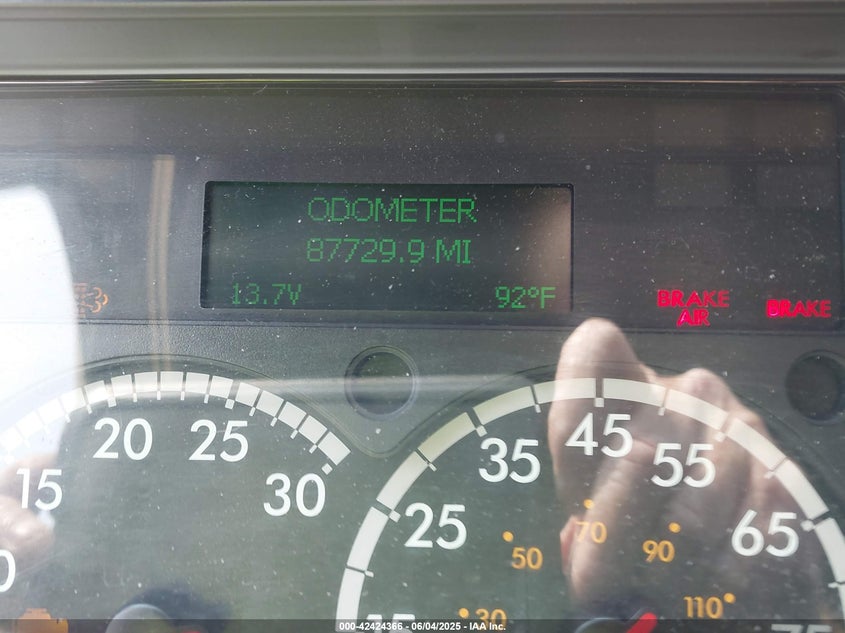 ODOMETER
87729.9 MI
13.7V 92°F
BRAKE AIR
BRAKE
15 20 25 30
25 35 45 55 65
30 50 70 90 110
000-42424366 - 06/04/2025 - IAA Inc.